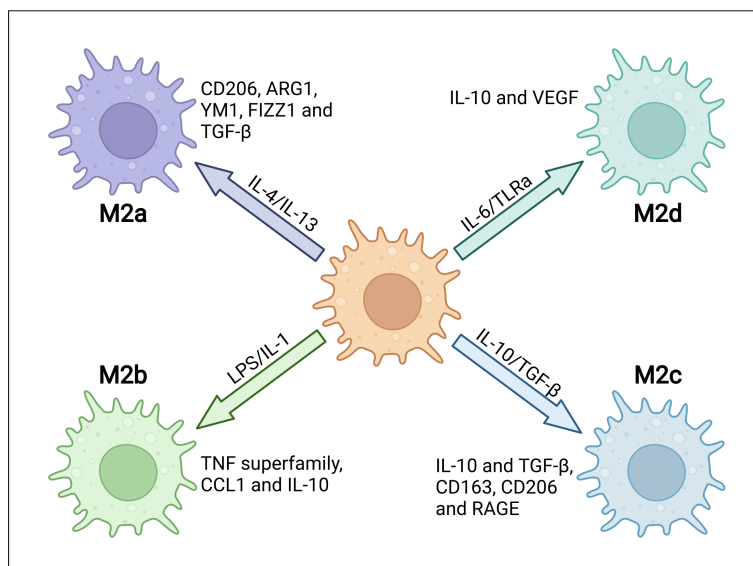 CD206, ARG1,
YM1, FIZZ1 and
TGF-β
IL-10 and VEGF
IL-4/IL-13
IL-6/TLRa
M2a
M2d
LPS/IL-1
IL-10/TGF-β
M2b
M2c
TNF superfamily,
CCL1 and IL-10
IL-10 and TGF-β,
CD163, CD206
and RAGE